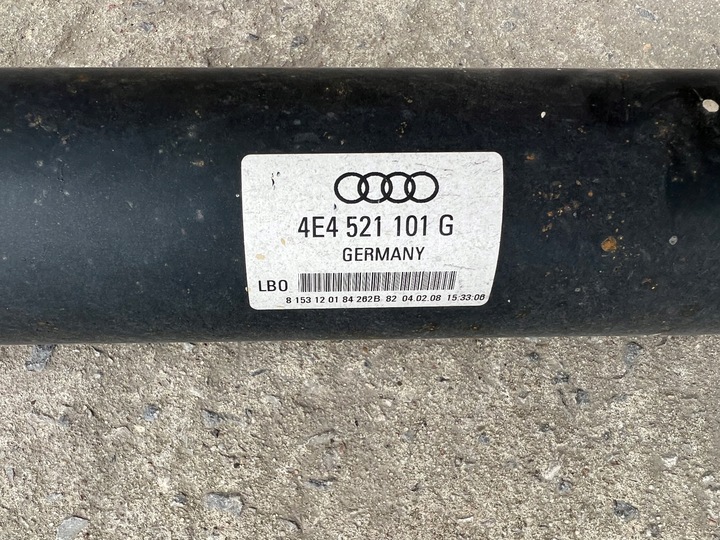 4E4 521 101 G
GERMANY
LBO
8 153 12 01 84 262B 82 04.02.08 15:33:06